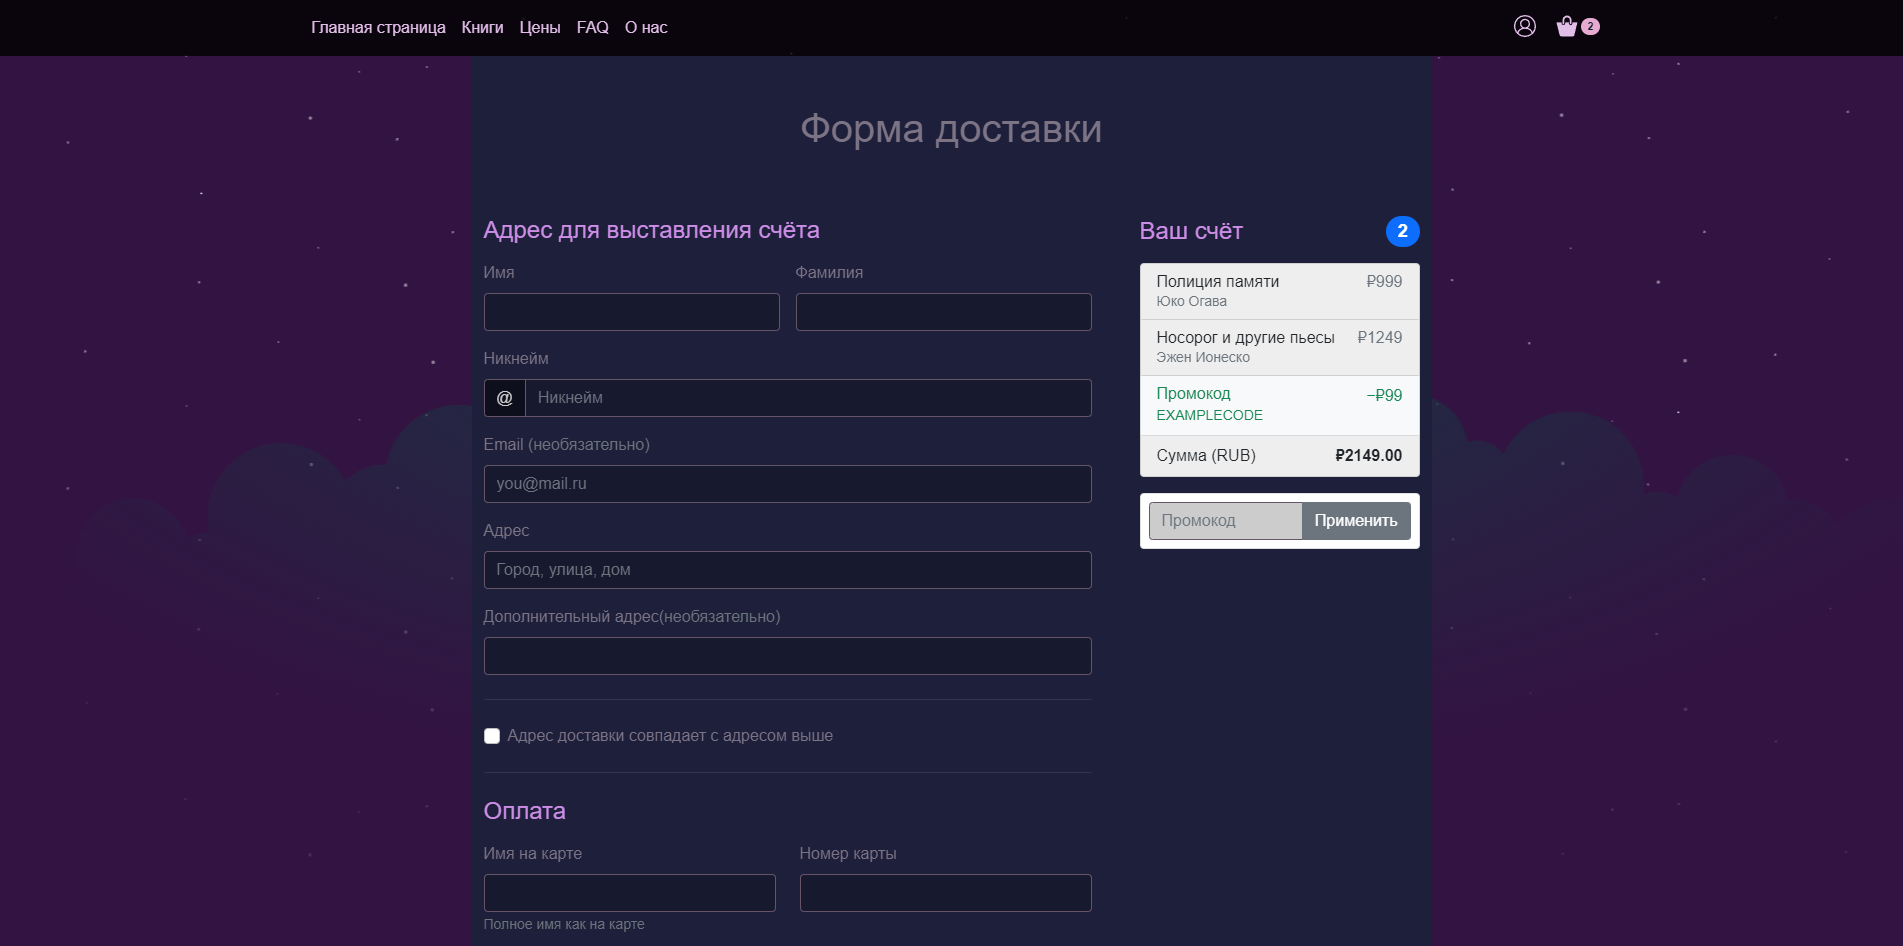 Главная страница Книги Цены FAQ О нас 2
Форма доставки
Адрес для выставления счёта
Имя Фамилия
Никнейм
@ Никнейм
Email (необязательно)
you@mail.ru
Адрес
Город, улица, дом
Дополнительный адрес(необязательно)
Адрес доставки совпадает с адресом выше
Оплата
Имя на карте Номер карты
Полное имя как на карте
Ваш счёт 2
Полиция памяти ₽999
Юко Огава
Носорог и другие пьесы ₽1249
Эжен Ионеско
Промокод −₽99
EXAMPLECODE
Сумма (RUB) ₽2149.00
Промокод Применить